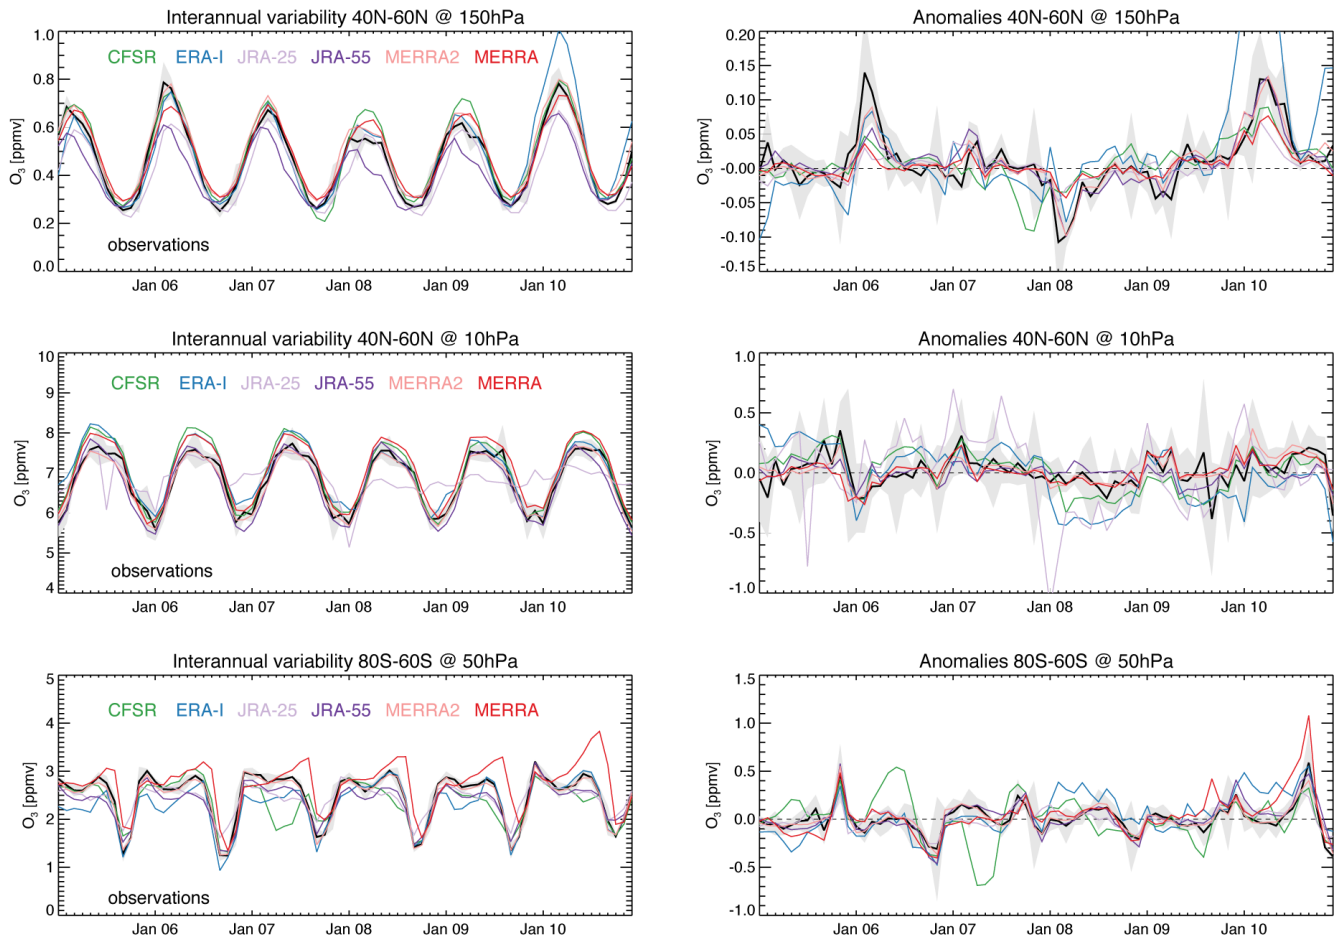 Interannual variability 40N-60N @ 150hPa
1.0
0.8
0.6
0.4
0.2
0.0
O3 [ppmv]
CFSR ERA-I JRA-25 JRA-55 MERRA2 MERRA
observations
Jan 06 Jan 07 Jan 08 Jan 09 Jan 10
Anomalies 40N-60N @ 150hPa
0.20
0.15
0.10
0.05
-0.00
-0.05
-0.10
-0.15
O3 [ppmv]
Jan 06 Jan 07 Jan 08 Jan 09 Jan 10
Interannual variability 40N-60N @ 10hPa
10
9
8
7
6
5
4
O3 [ppmv]
CFSR ERA-I JRA-25 JRA-55 MERRA2 MERRA
observations
Jan 06 Jan 07 Jan 08 Jan 09 Jan 10
Anomalies 40N-60N @ 10hPa
1.0
0.5
0.0
-0.5
-1.0
O3 [ppmv]
Jan 06 Jan 07 Jan 08 Jan 09 Jan 10
Interannual variability 80S-60S @ 50hPa
5
4
3
2
1
0
O3 [ppmv]
CFSR ERA-I JRA-25 JRA-55 MERRA2 MERRA
observations
Jan 06 Jan 07 Jan 08 Jan 09 Jan 10
Anomalies 80S-60S @ 50hPa
1.5
1.0
0.5
0.0
-0.5
-1.0
O3 [ppmv]
Jan 06 Jan 07 Jan 08 Jan 09 Jan 10